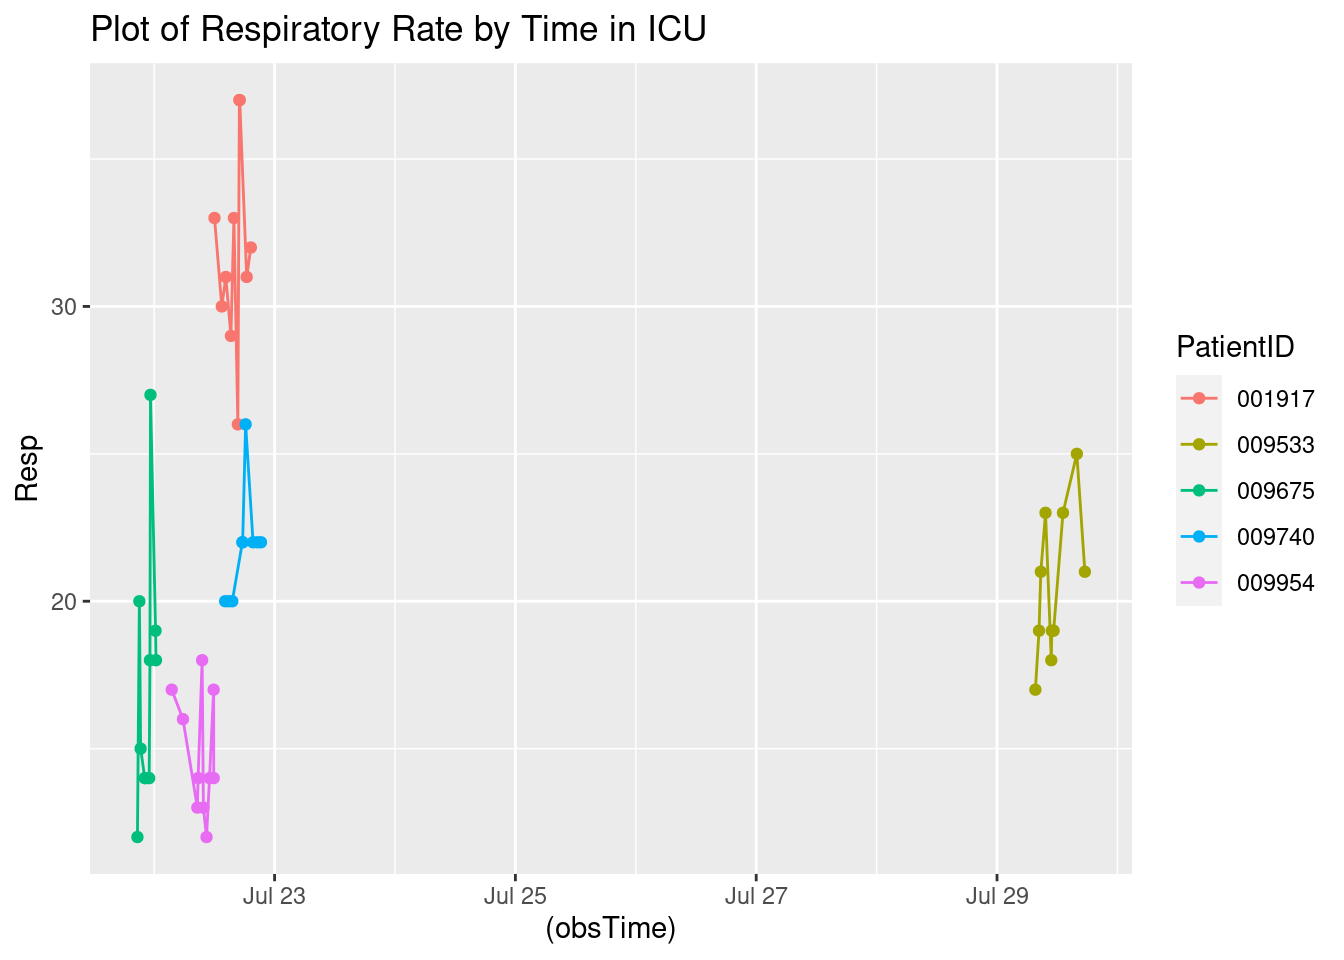 Plot of Respiratory Rate by Time in ICU
Resp
30
20
Jul 23
Jul 25
Jul 27
Jul 29
(obsTime)
PatientID
001917
009533
009675
009740
009954